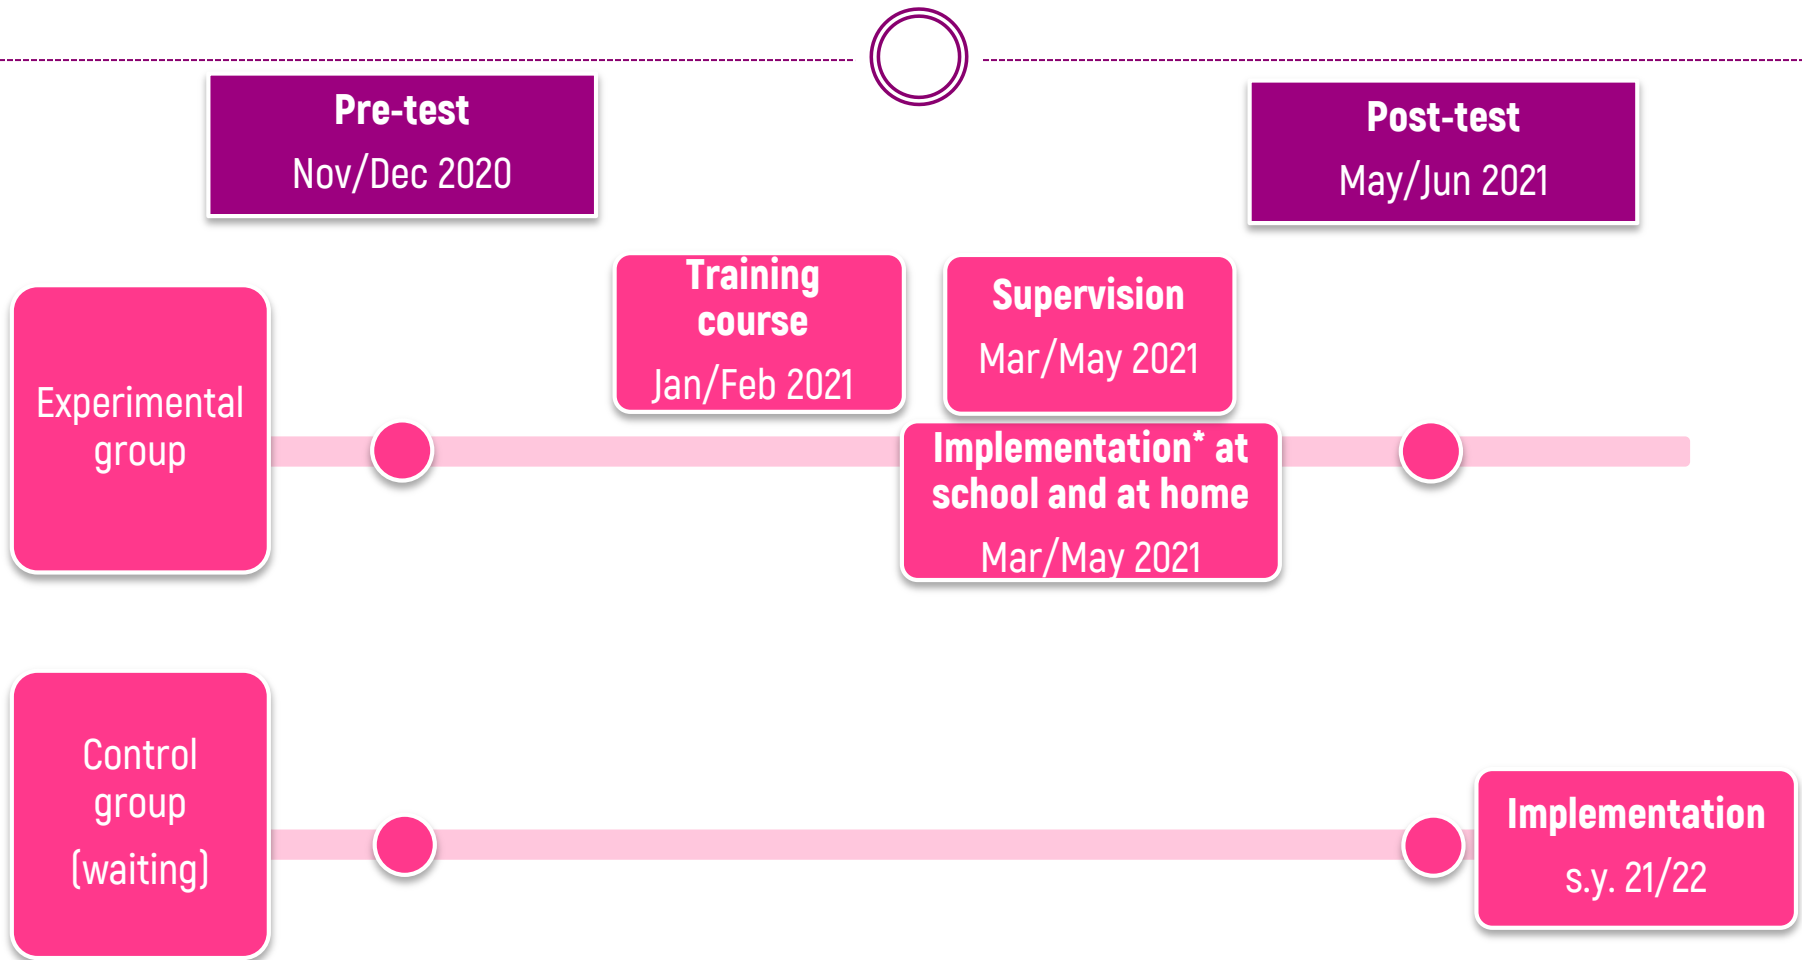 Pre-test
Nov/Dec 2020
Post-test
May/Jun 2021
Training
course
Jan/Feb 2021
Supervision
Mar/May 2021
Experimental
group
Implementation* at
school and at home
Mar/May 2021
Control
group
(waiting)
Implementation
s.y. 21/22